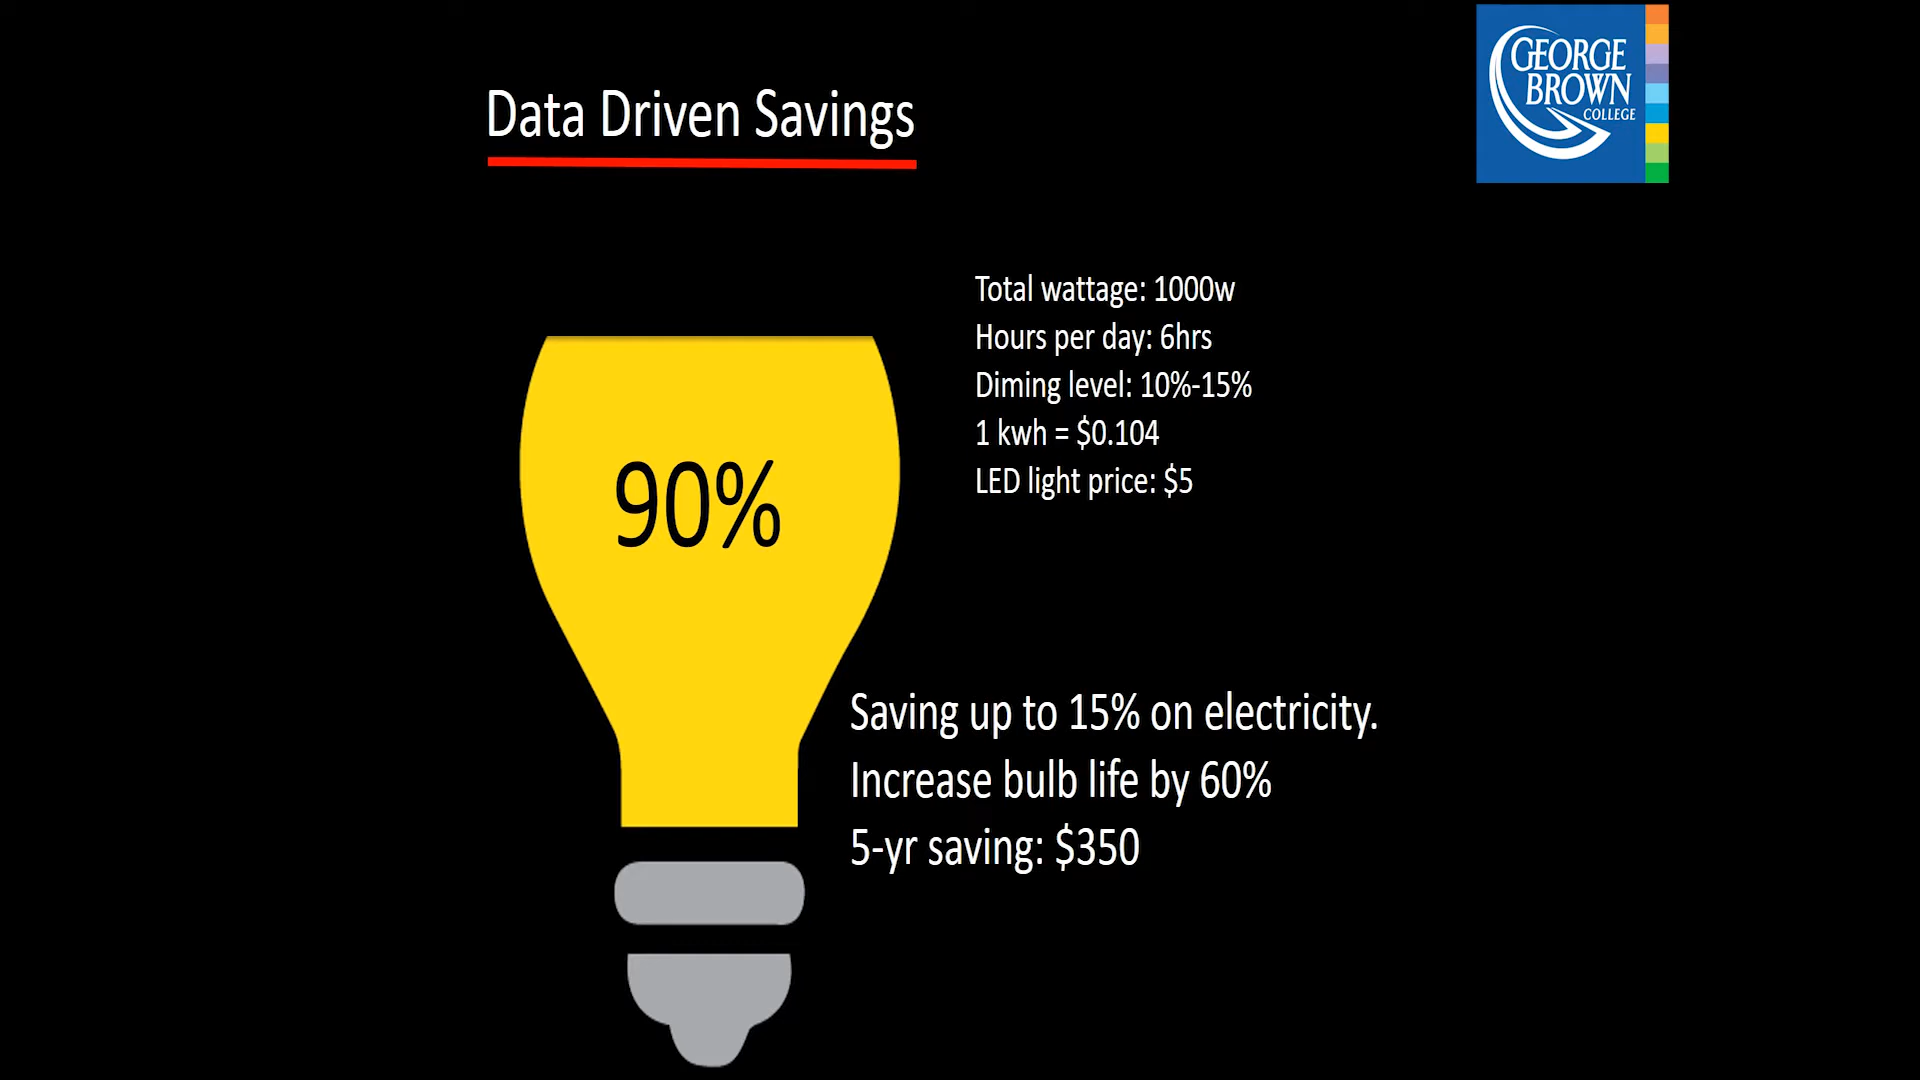 Data Driven Savings
GEORGE
BROWN
COLLEGE
Total wattage: 1000w
Hours per day: 6hrs
Diming level: 10%-15%
1 kwh = $0.104
LED light price: $5
90%
Saving up to 15% on electricity.
Increase bulb life by 60%
5-yr saving: $350